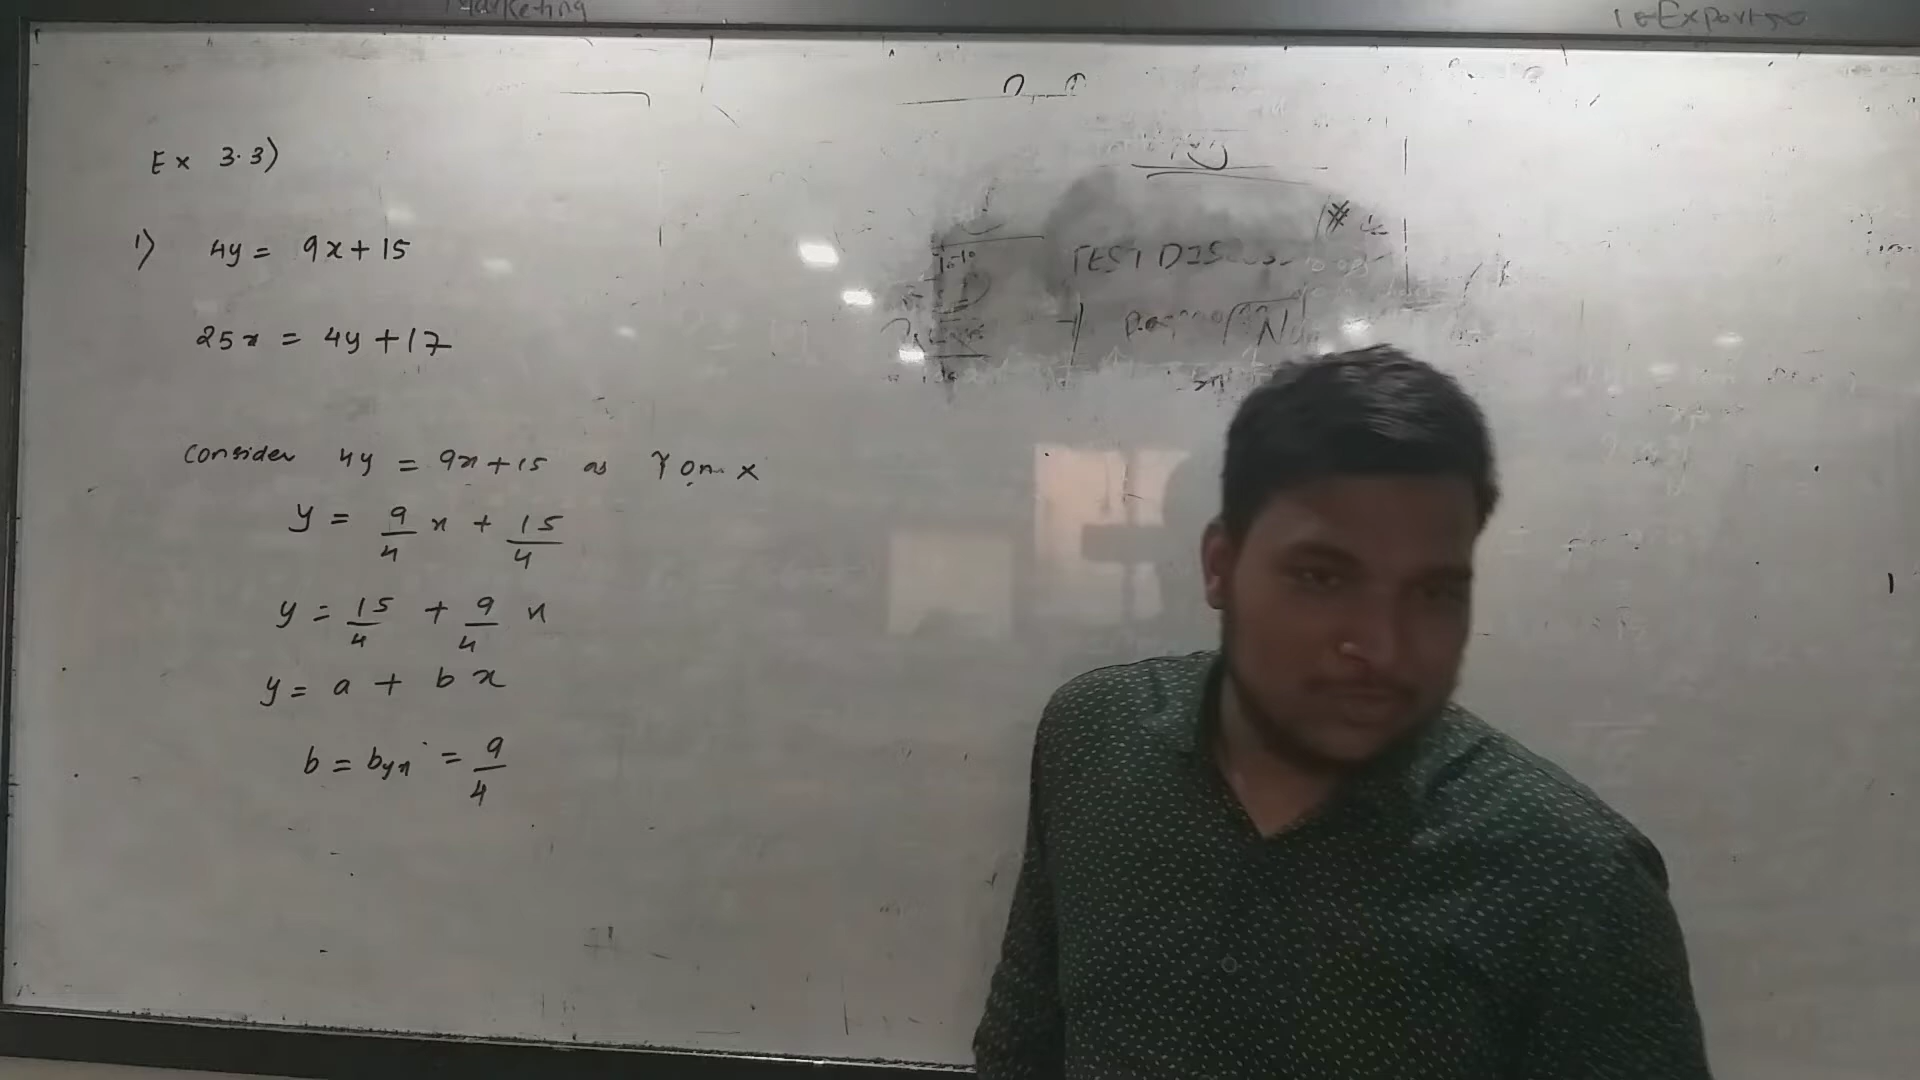 Marketing
Ex 3.3)
1) 4y = 9x + 15
25x = 4y + 17
Consider 4y = 9x + 15 as Y on X
y = 9/4 x + 15/4
y = 15/4 + 9/4 x
y = a + b x
b = byx = 9/4
TEST DIS